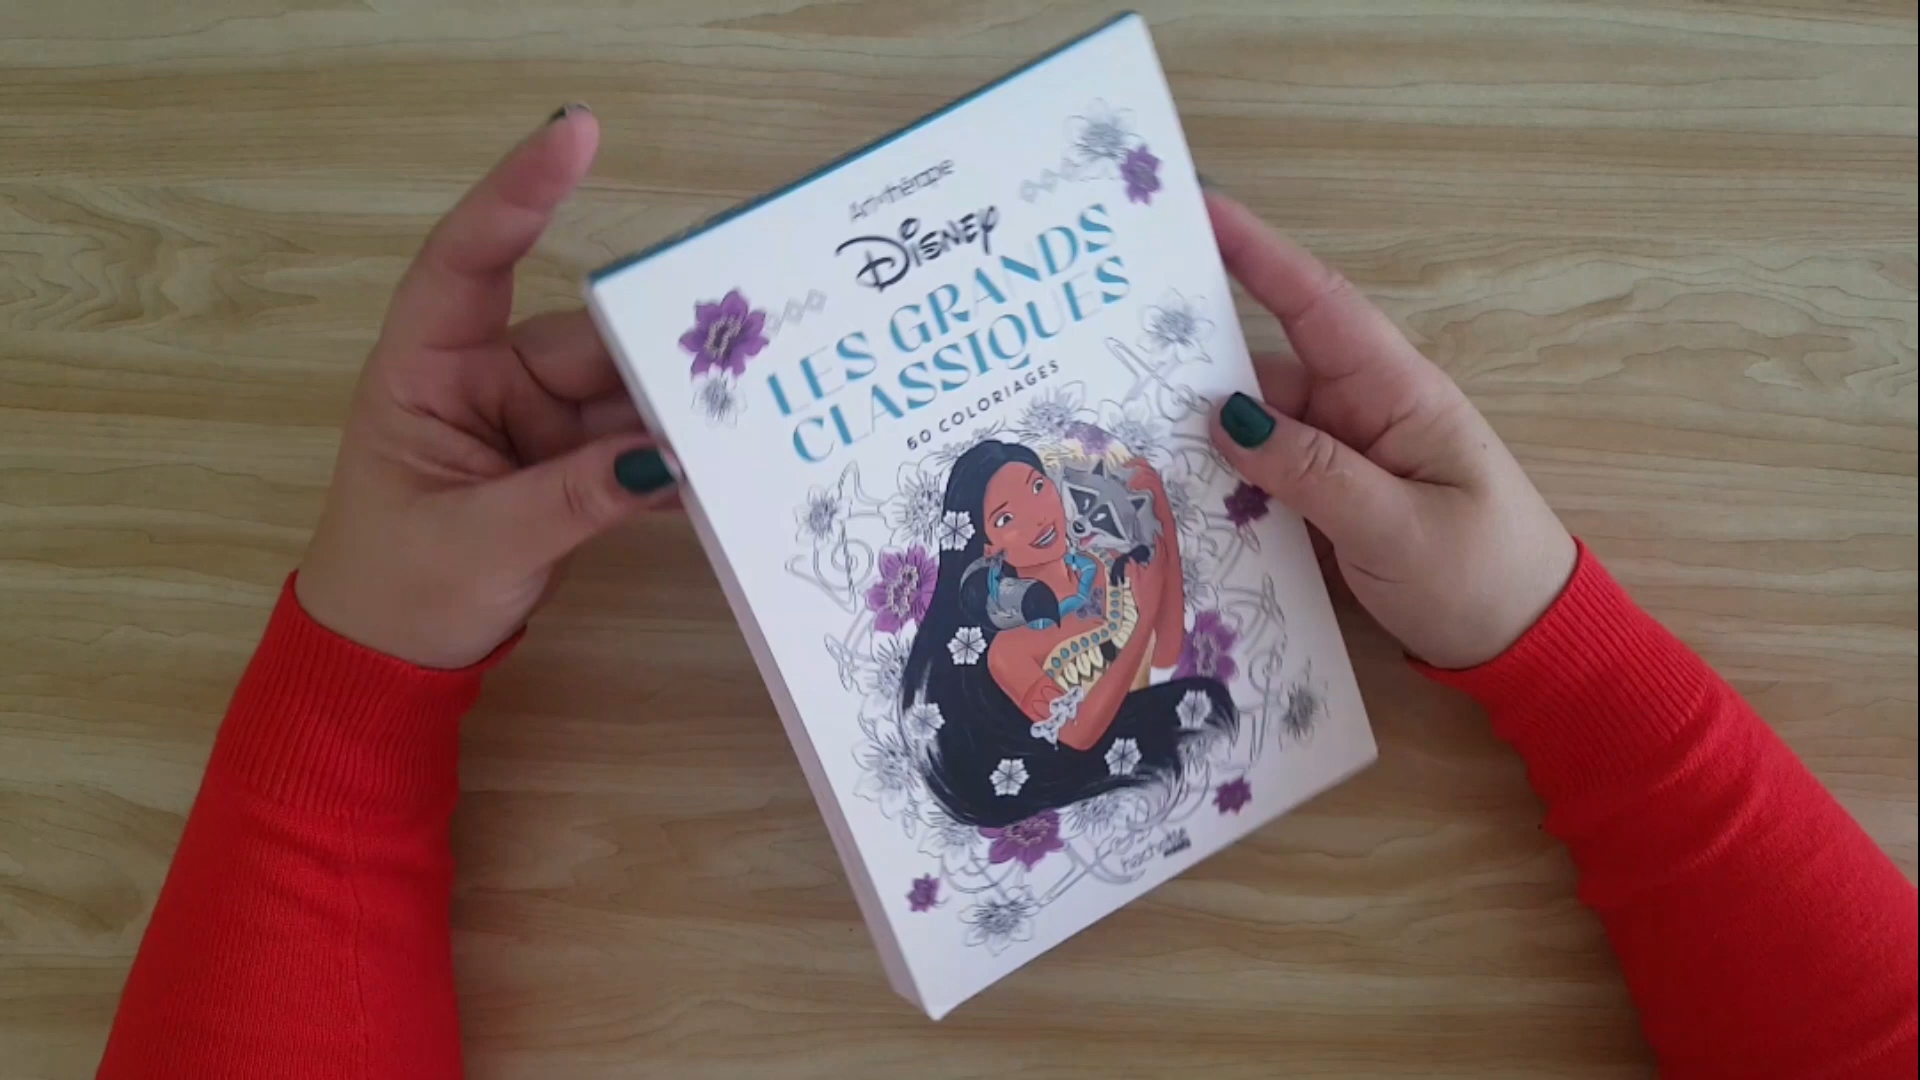 Art-thérapie
Disney
LES GRANDS
CLASSIQUES
60 COLORIAGES
hachette